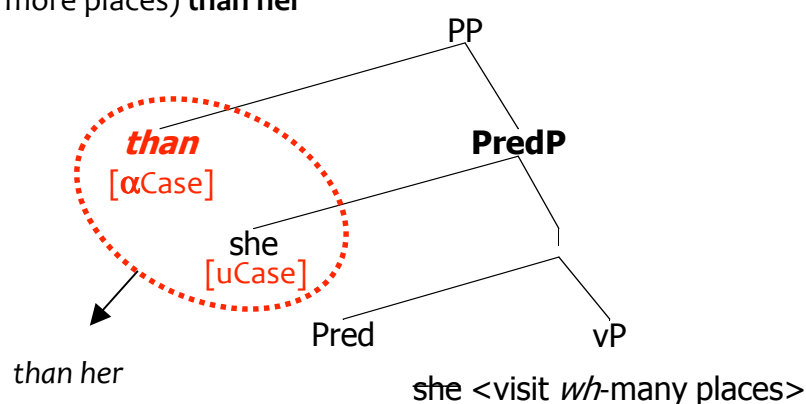 more places) than her
PP
than
PredP
[αCase]
she
[uCase]
Pred
vP
than her
she <visit wh-many places>